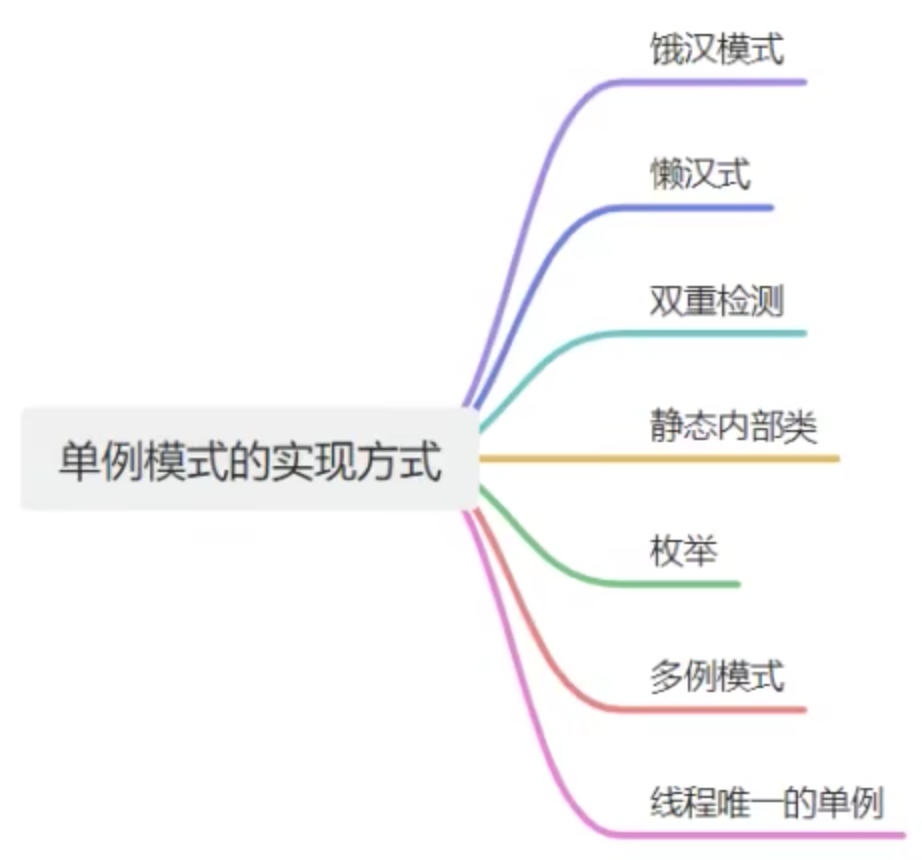 饿汉模式
懒汉式
双重检测
静态内部类
单例模式的实现方式
枚举
多例模式
线程唯一的单例